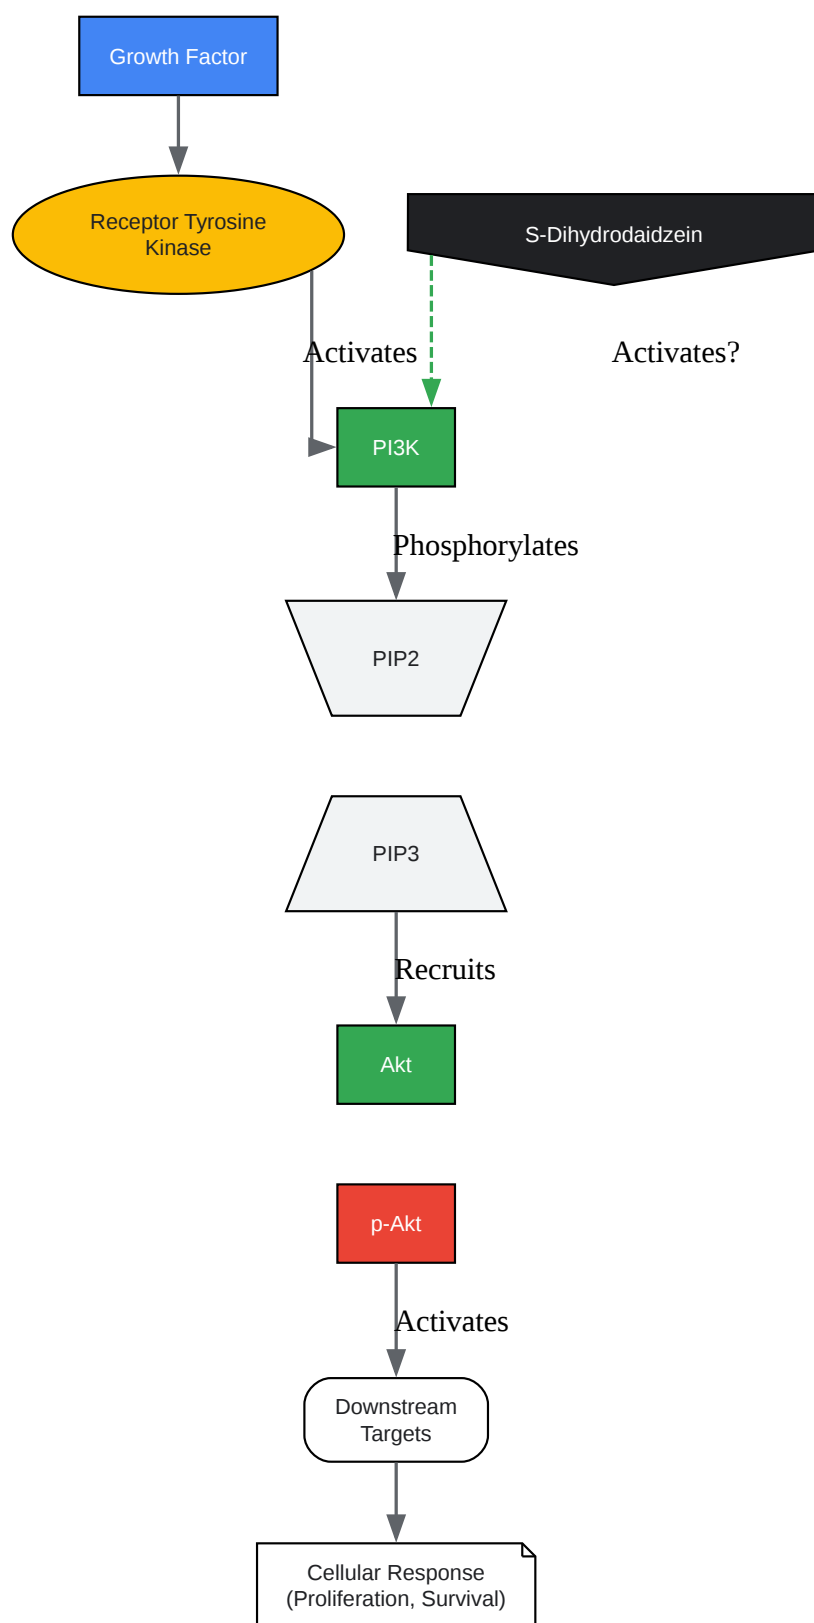 Growth Factor
Receptor Tyrosine
Kinase
S-Dihydrodaidzein
Activates
Activates?
PI3K
Phosphorylates
PIP2
PIP3
Recruits
Akt
p-Akt
Activates
Downstream
Targets
Cellular Response
(Proliferation, Survival)